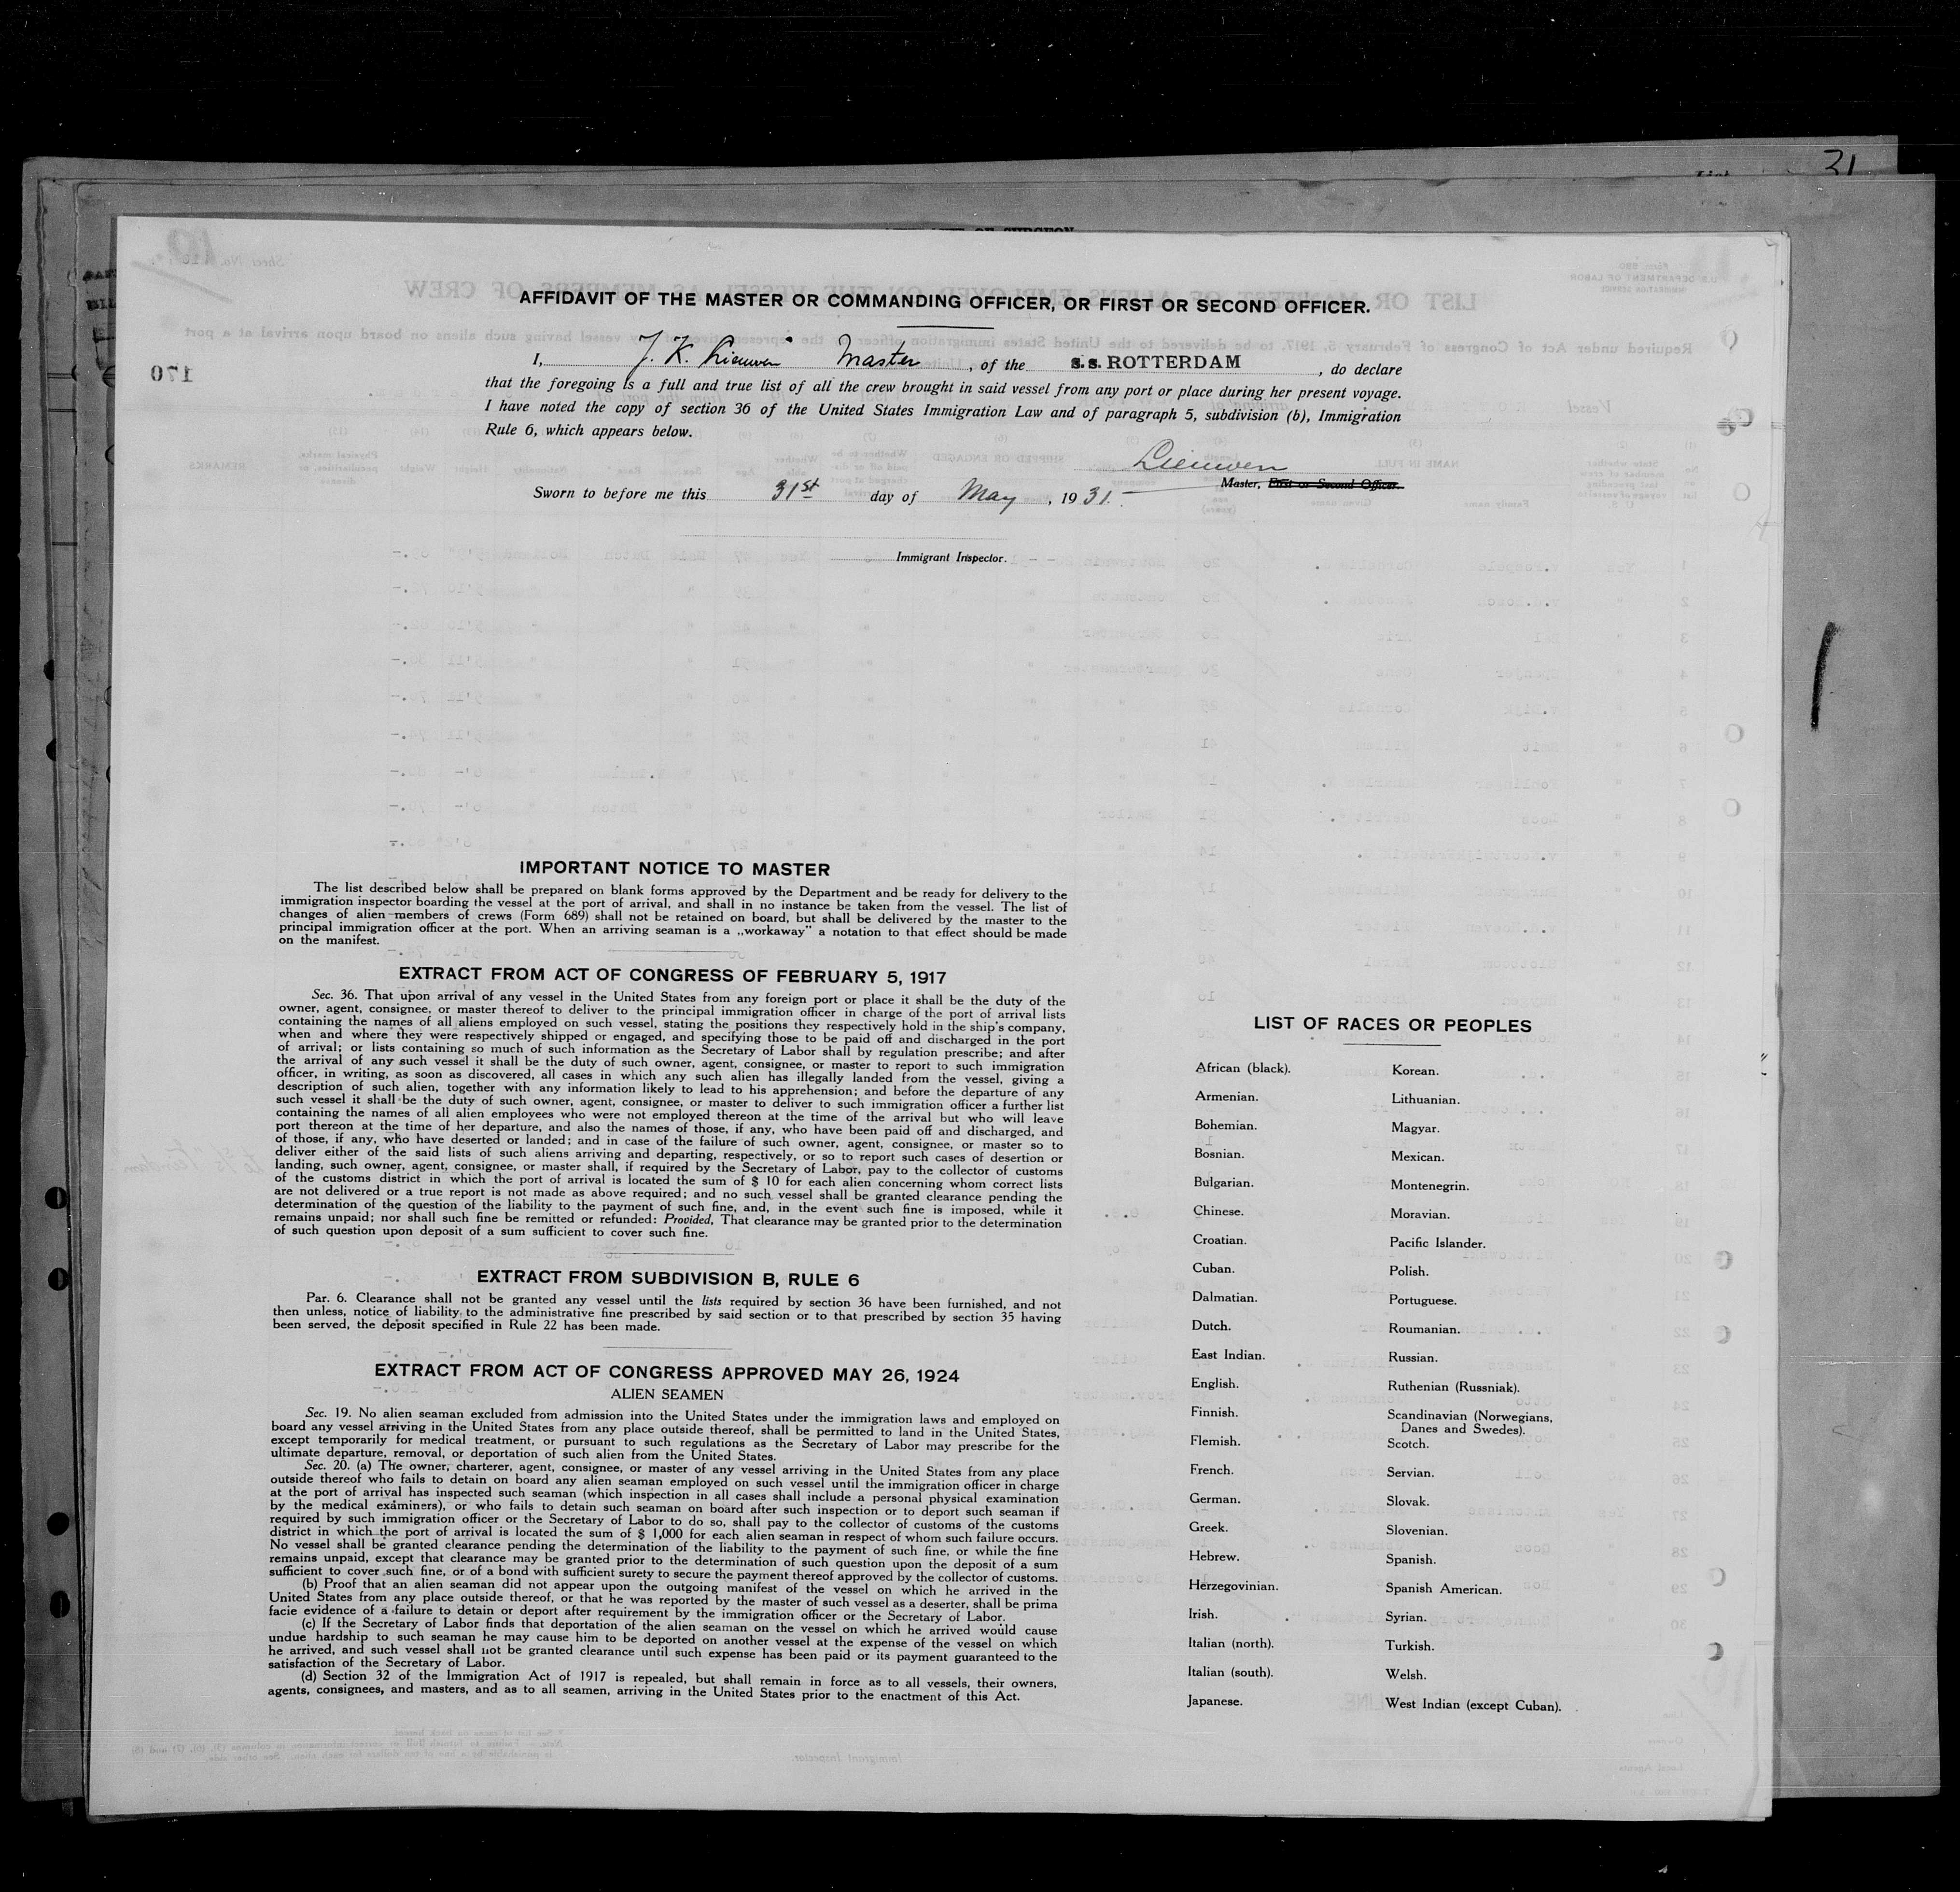 31
AFFIDAVIT OF THE MASTER OR COMMANDING OFFICER, OR FIRST OR SECOND OFFICER.
I, J. K. Lieuwen Master, of the S.S. ROTTERDAM, do declare
that the foregoing is a full and true list of all the crew brought in said vessel from any port or place during her present voyage.
I have noted the copy of section 36 of the United States Immigration Law and of paragraph 5, subdivision (b), Immigration
Rule 6, which appears below.
Lieuwen
Master, First or Second Officer.
Sworn to before me this 31st day of May, 1931.
Immigrant Inspector.
170
IMPORTANT NOTICE TO MASTER
The list described below shall be prepared on blank forms approved by the Department and be ready for delivery to the
immigration inspector boarding the vessel at the port of arrival, and shall in no instance be taken from the vessel. The list of
changes of alien members of crews (Form 689) shall not be retained on board, but shall be delivered by the master to the
principal immigration officer at the port. When an arriving seaman is a ,,workaway" a notation to that effect should be made
on the manifest.
EXTRACT FROM ACT OF CONGRESS OF FEBRUARY 5, 1917
Sec. 36. That upon arrival of any vessel in the United States from any foreign port or place it shall be the duty of the
owner, agent, consignee, or master thereof to deliver to the principal immigration officer in charge of the port of arrival lists
containing the names of all aliens employed on such vessel, stating the positions they respectively hold in the ship's company,
when and where they were respectively shipped or engaged, and specifying those to be paid off and discharged in the port
of arrival; or lists containing so much of such information as the Secretary of Labor shall by regulation prescribe; and after
the arrival of any such vessel it shall be the duty of such owner, agent, consignee, or master to report to such immigration
officer, in writing, as soon as discovered, all cases in which any such alien has illegally landed from the vessel, giving a
description of such alien, together with any information likely to lead to his apprehension; and before the departure of any
such vessel it shall be the duty of such owner, agent, consignee, or master to deliver to such immigration officer a further list
containing the names of all alien employees who were not employed thereon at the time of the arrival but who will leave
port thereon at the time of her departure, and also the names of those, if any, who have been paid off and discharged, and
of those, if any, who have deserted or landed; and in case of the failure of such owner, agent, consignee, or master so to
deliver either of the said lists of such aliens arriving and departing, respectively, or so to report such cases of desertion or
landing, such owner, agent, consignee, or master shall, if required by the Secretary of Labor, pay to the collector of customs
of the customs district in which the port of arrival is located the sum of $ 10 for each alien concerning whom correct lists
are not delivered or a true report is not made as above required; and no such vessel shall be granted clearance pending the
determination of the question of the liability to the payment of such fine, and, in the event such fine is imposed, while it
remains unpaid; nor shall such fine be remitted or refunded: Provided, That clearance may be granted prior to the determination
of such question upon deposit of a sum sufficient to cover such fine.
EXTRACT FROM SUBDIVISION B, RULE 6
Par. 6. Clearance shall not be granted any vessel until the lists required by section 36 have been furnished, and not
then unless, notice of liability to the administrative fine prescribed by said section or to that prescribed by section 35 having
been served, the deposit specified in Rule 22 has been made.
EXTRACT FROM ACT OF CONGRESS APPROVED MAY 26, 1924
ALIEN SEAMEN
Sec. 19. No alien seaman excluded from admission into the United States under the immigration laws and employed on
board any vessel arriving in the United States from any place outside thereof, shall be permitted to land in the United States,
except temporarily for medical treatment, or pursuant to such regulations as the Secretary of Labor may prescribe for the
ultimate departure, removal, or deportation of such alien from the United States.
Sec. 20. (a) The owner, charterer, agent, consignee, or master of any vessel arriving in the United States from any place
outside thereof who fails to detain on board any alien seaman employed on such vessel until the immigration officer in charge
at the port of arrival has inspected such seaman (which inspection in all cases shall include a personal physical examination
by the medical examiners), or who fails to detain such seaman on board after such inspection or to deport such seaman if
required by such immigration officer or the Secretary of Labor to do so, shall pay to the collector of customs of the customs
district in which the port of arrival is located the sum of $ 1,000 for each alien seaman in respect of whom such failure occurs.
No vessel shall be granted clearance pending the determination of the liability to the payment of such fine, or while the fine
remains unpaid, except that clearance may be granted prior to the determination of such question upon the deposit of a sum
sufficient to cover such fine, or of a bond with sufficient surety to secure the payment thereof approved by the collector of customs.
(b) Proof that an alien seaman did not appear upon the outgoing manifest of the vessel on which he arrived in the
United States from any place outside thereof, or that he was reported by the master of such vessel as a deserter, shall be prima
facie evidence of a failure to detain or deport after requirement by the immigration officer or the Secretary of Labor.
(c) If the Secretary of Labor finds that deportation of the alien seaman on the vessel on which he arrived would cause
undue hardship to such seaman he may cause him to be deported on another vessel at the expense of the vessel on which
he arrived, and such vessel shall not be granted clearance until such expense has been paid or its payment guaranteed to the
satisfaction of the Secretary of Labor.
(d) Section 32 of the Immigration Act of 1917 is repealed, but shall remain in force as to all vessels, their owners,
agents, consignees, and masters, and as to all seamen, arriving in the United States prior to the enactment of this Act.
LIST OF RACES OR PEOPLES
African (black).
Armenian.
Bohemian.
Bosnian.
Bulgarian.
Chinese.
Croatian.
Cuban.
Dalmatian.
Dutch.
East Indian.
English.
Finnish.
Flemish.
French.
German.
Greek.
Hebrew.
Herzegovinian.
Irish.
Italian (north).
Italian (south).
Japanese.
Korean.
Lithuanian.
Magyar.
Mexican.
Montenegrin.
Moravian.
Pacific Islander.
Polish.
Portuguese.
Roumanian.
Russian.
Ruthenian (Russniak).
Scandinavian (Norwegians,
Danes and Swedes).
Scotch.
Servian.
Slovak.
Slovenian.
Spanish.
Spanish American.
Syrian.
Turkish.
Welsh.
West Indian (except Cuban).